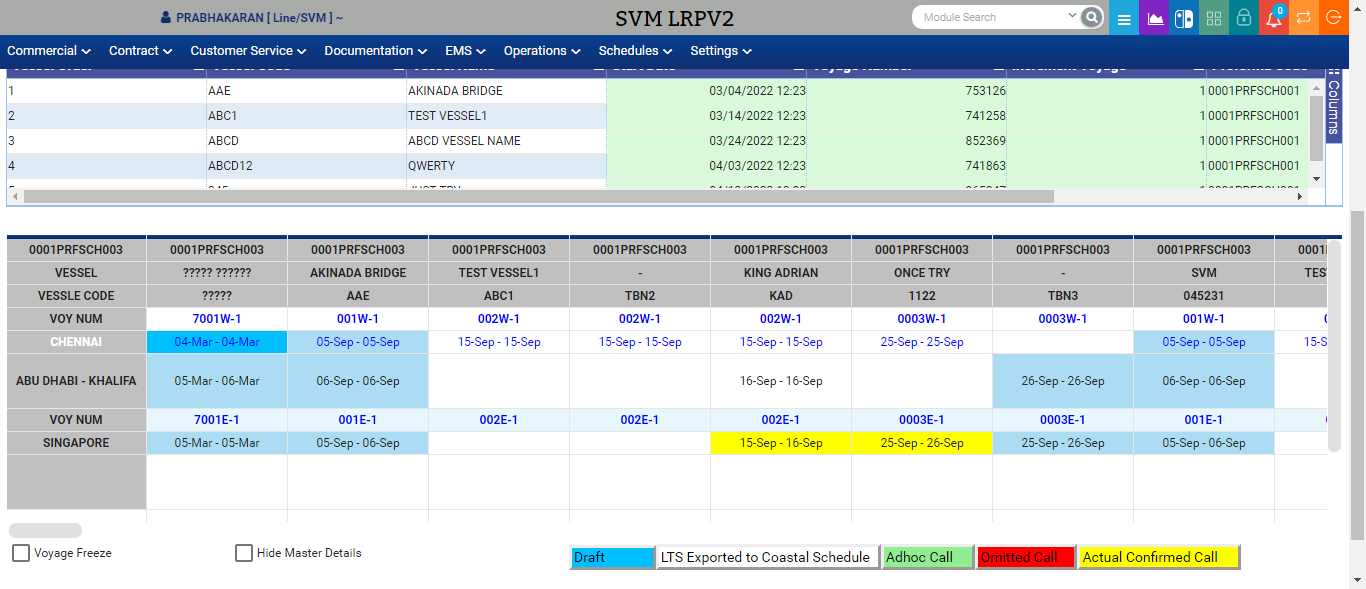 PRABHAKARAN [ Line/SVM ] ~ SVM LRPV2 Module Search 0
Commercial Contract Customer Service Documentation EMS Operations Schedules Settings
1 AAE AKINADA BRIDGE 03/04/2022 12:23 753126 1 0001PRFSCH001
2 ABC1 TEST VESSEL1 03/14/2022 12:23 741258 1 0001PRFSCH001
3 ABCD ABCD VESSEL NAME 03/24/2022 12:23 852369 1 0001PRFSCH001
4 ABCD12 QWERTY 04/03/2022 12:23 741863 1 0001PRFSCH001
Columns
0001PRFSCH003 0001PRFSCH003 0001PRFSCH003 0001PRFSCH003 0001PRFSCH003 0001PRFSCH003 0001PRFSCH003 0001PRFSCH003 0001PRFSCH003
VESSEL ????? ?????? AKINADA BRIDGE TEST VESSEL1 - KING ADRIAN ONCE TRY - SVM
VESSLE CODE ????? AAE ABC1 TBN2 KAD 1122 TBN3 045231
VOY NUM 7001W-1 001W-1 002W-1 002W-1 002W-1 0003W-1 0003W-1 001W-1
CHENNAI 04-Mar - 04-Mar 05-Sep - 05-Sep 15-Sep - 15-Sep 15-Sep - 15-Sep 15-Sep - 15-Sep 25-Sep - 25-Sep 05-Sep - 05-Sep
ABU DHABI - KHALIFA 05-Mar - 06-Mar 06-Sep - 06-Sep 16-Sep - 16-Sep 26-Sep - 26-Sep 06-Sep - 06-Sep
VOY NUM 7001E-1 001E-1 002E-1 002E-1 002E-1 0003E-1 0003E-1 001E-1
SINGAPORE 05-Mar - 05-Mar 05-Sep - 06-Sep 15-Sep - 16-Sep 25-Sep - 26-Sep 25-Sep - 26-Sep 05-Sep - 06-Sep
Voyage Freeze Hide Master Details Draft LTS Exported to Coastal Schedule Adhoc Call Omitted Call Actual Confirmed Call